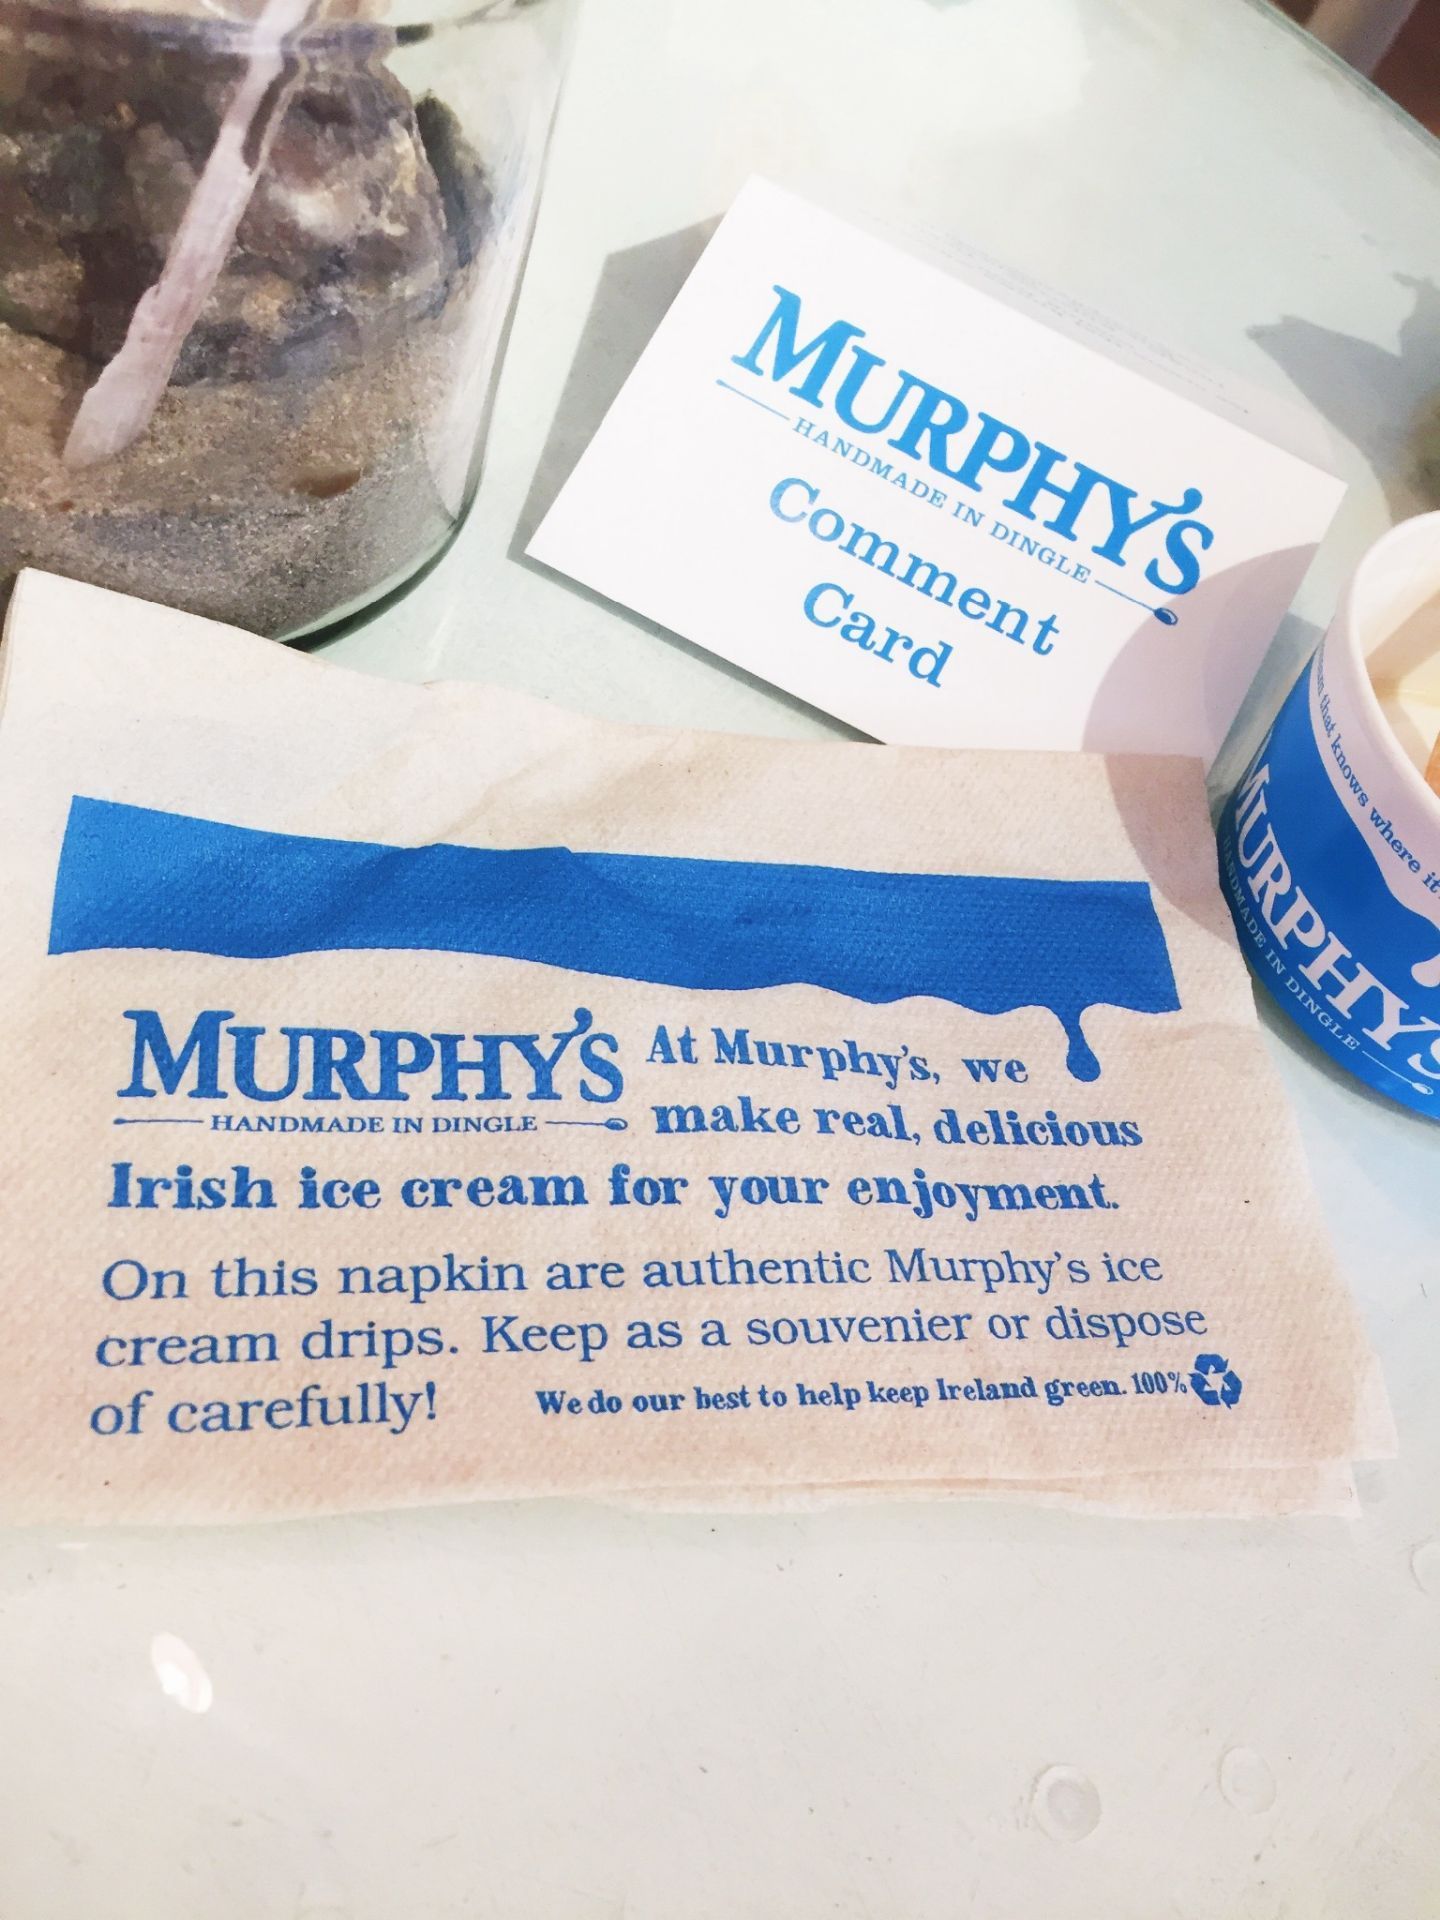 MURPHY'S
HANDMADE IN DINGLE
Comment
Card
that knows where it
MURPHY'S
HANDMADE IN DINGLE
MURPHY'S
HANDMADE IN DINGLE
At Murphy's, we
make real, delicious
Irish ice cream for your enjoyment.
On this napkin are authentic Murphy's ice
cream drips. Keep as a souvenier or dispose
of carefully!
We do our best to help keep Ireland green. 100%